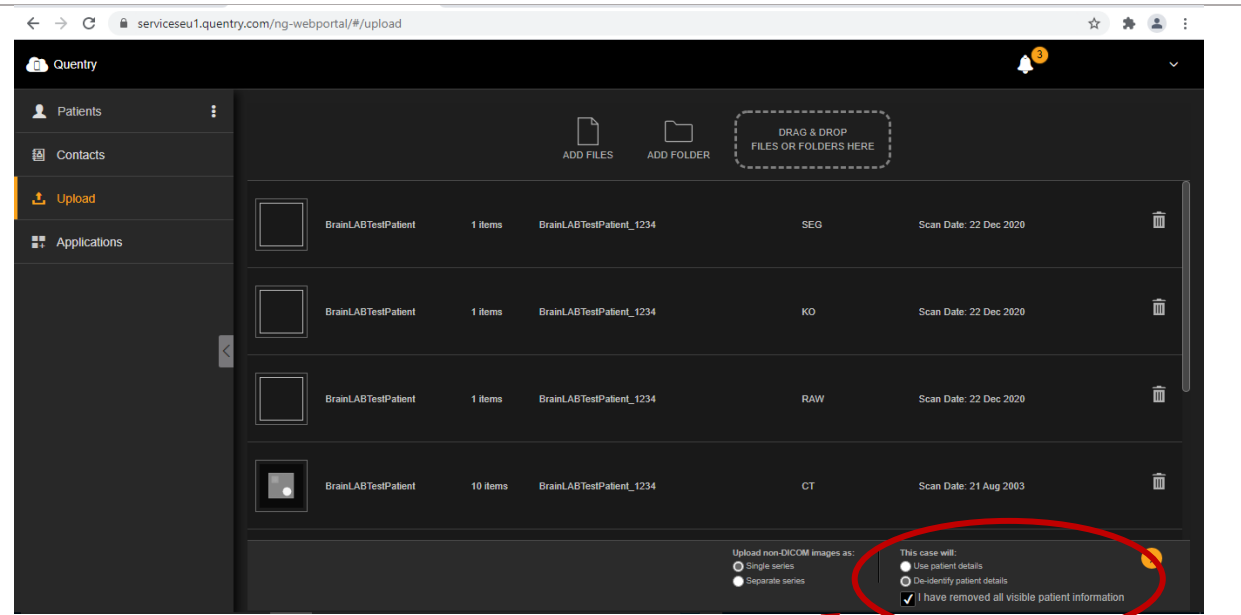 serviceseu1.quentry.com/ng-webportal/#/upload
Quentry
3
Patients
Contacts
Upload
Applications
ADD FILES
ADD FOLDER
DRAG & DROP
FILES OR FOLDERS HERE
BrainLABTestPatient 1 items BrainLABTestPatient_1234 SEG Scan Date: 22 Dec 2020
BrainLABTestPatient 1 items BrainLABTestPatient_1234 KO Scan Date: 22 Dec 2020
BrainLABTestPatient 1 items BrainLABTestPatient_1234 RAW Scan Date: 22 Dec 2020
BrainLABTestPatient 10 items BrainLABTestPatient_1234 CT Scan Date: 21 Aug 2003
Upload non-DICOM images as:
Single series
Separate series
This case will:
Use patient details
De-identify patient details
I have removed all visible patient information